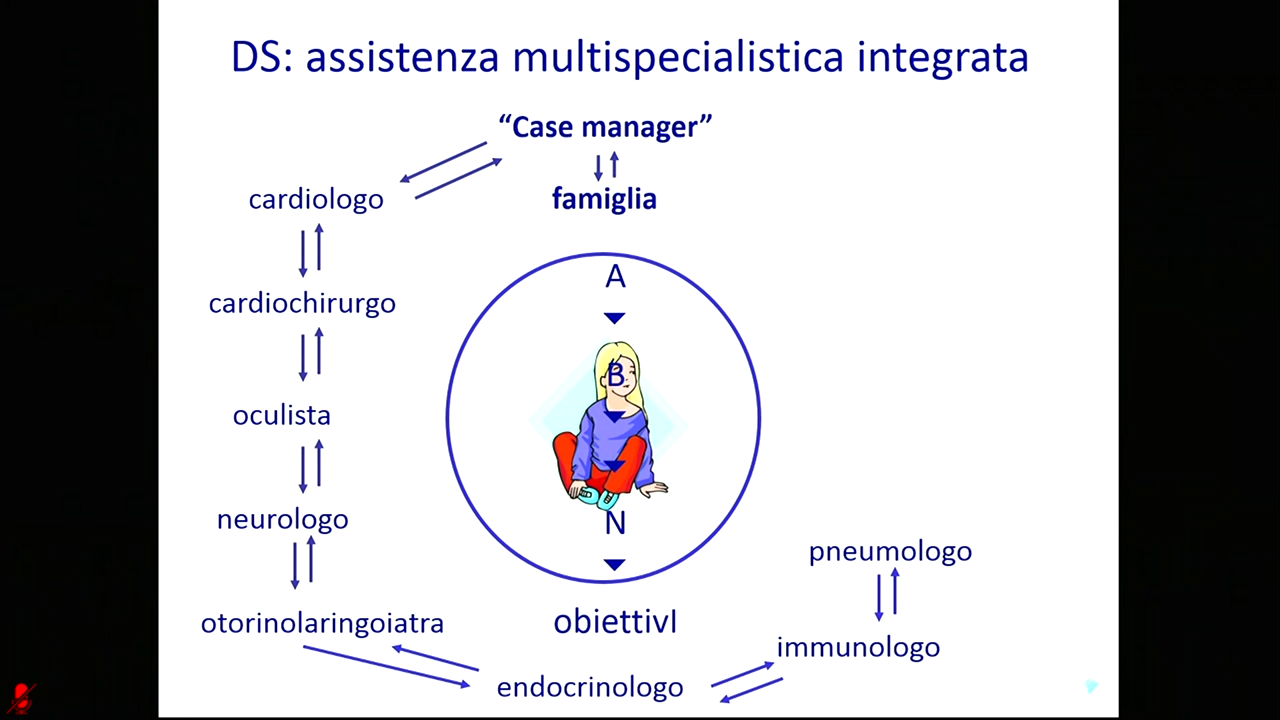 DS: assistenza multispecialistica integrata
“Case manager”
famiglia
cardiologo
cardiochirurgo
oculista
neurologo
otorinolaringoiatra
endocrinologo
immunologo
pneumologo
A
B
N
obiettivI